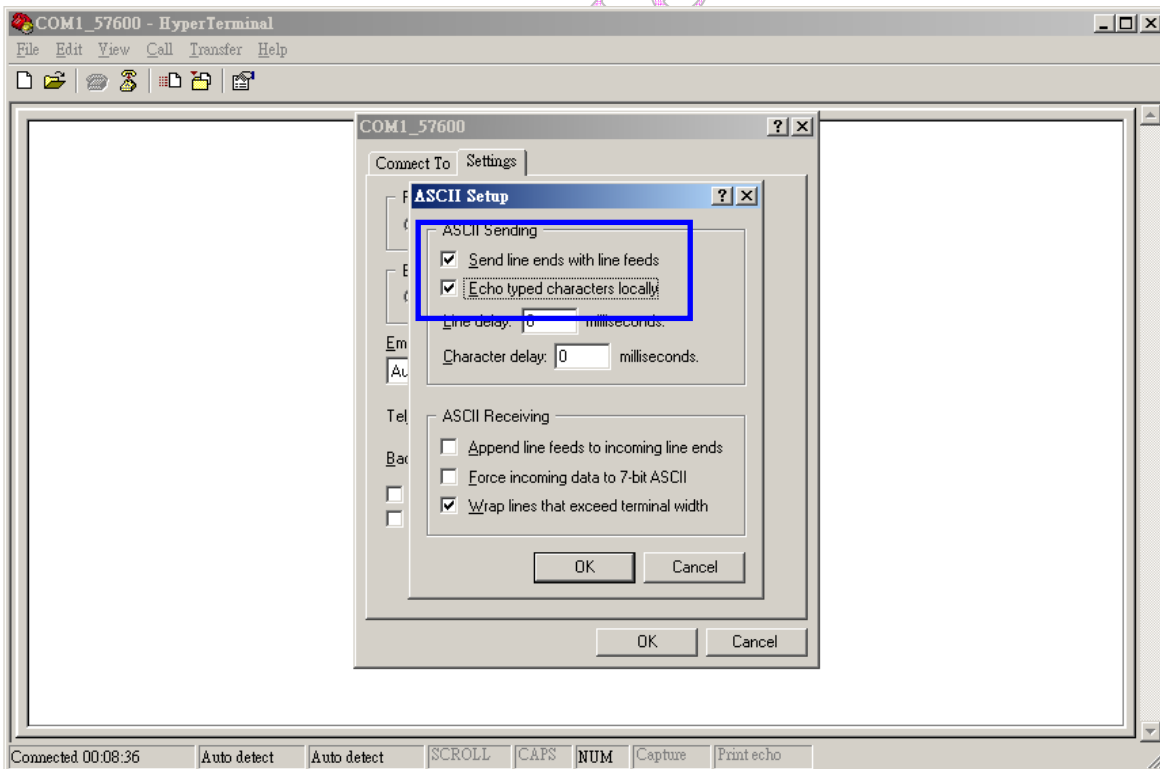 COM1_57600 - HyperTerminal
File Edit View Call Transfer Help
COM1_57600
Connect To Settings
ASCII Setup
ASCII Sending
Send line ends with line feeds
Echo typed characters locally
Line delay: 0 milliseconds.
Character delay: 0 milliseconds.
ASCII Receiving
Append line feeds to incoming line ends
Force incoming data to 7-bit ASCII
Wrap lines that exceed terminal width
OK Cancel
OK Cancel
Connected 00:08:36 Auto detect Auto detect SCROLL CAPS NUM Capture Print echo